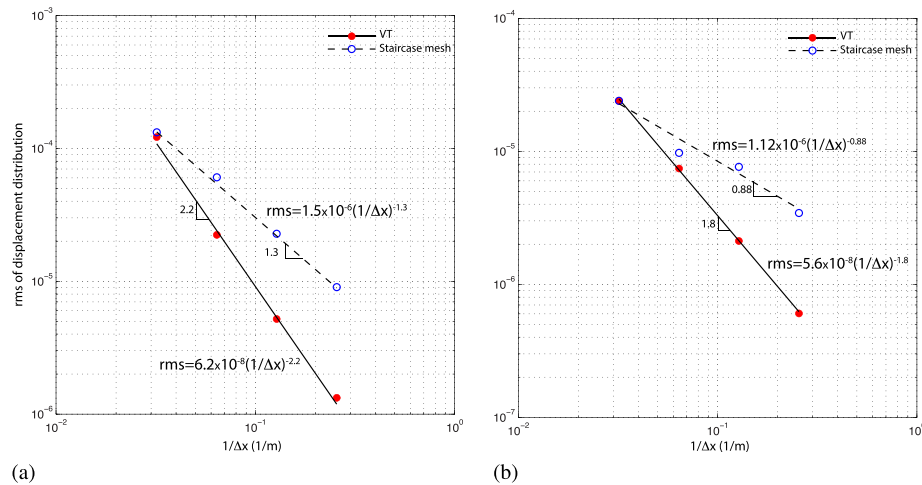 10⁻³
VT
Staircase mesh
10⁻⁴
2.2
rms=1.5x10⁻⁶(1/Δx)⁻¹·³
1.3
10⁻⁵
rms=6.2x10⁻⁸(1/Δx)⁻²·²
10⁻⁶
10⁻² 10⁻¹ 10⁰
rms of displacement distribution
1/Δx (1/m)
(a)
10⁻⁴
VT
Staircase mesh
rms=1.12x10⁻⁶(1/Δx)⁻⁰·⁸⁸
10⁻⁵
0.88
1.8
rms=5.6x10⁻⁸(1/Δx)⁻¹·⁸
10⁻⁶
10⁻⁷
10⁻² 10⁻¹ 10⁰
1/Δx (1/m)
(b)